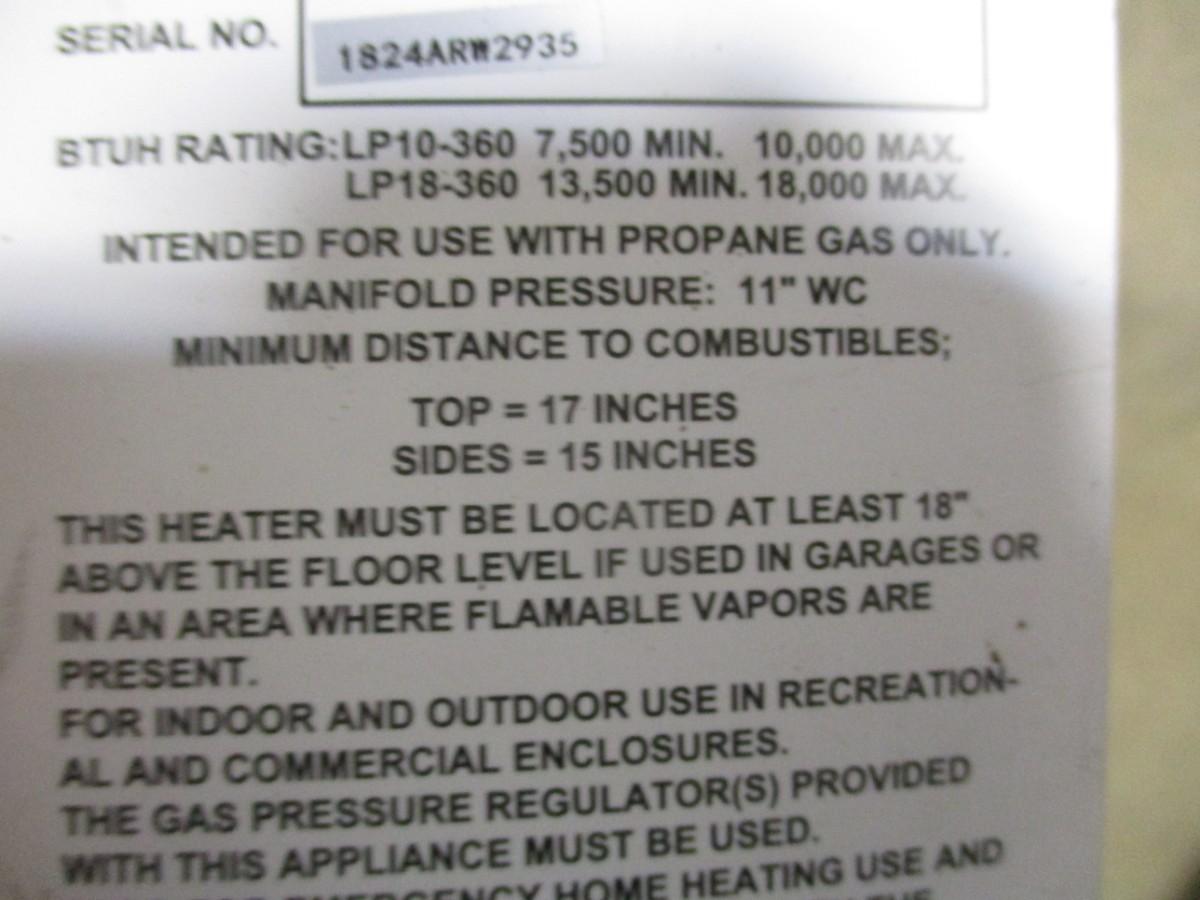 SERIAL NO.
1824ARW2935
BTUH RATING: LP10-360 7,500 MIN. 10,000 MAX.
LP18-360 13,500 MIN. 18,000 MAX.
INTENDED FOR USE WITH PROPANE GAS ONLY.
MANIFOLD PRESSURE: 11" WC
MINIMUM DISTANCE TO COMBUSTIBLES;
TOP = 17 INCHES
SIDES = 15 INCHES
THIS HEATER MUST BE LOCATED AT LEAST 18"
ABOVE THE FLOOR LEVEL IF USED IN GARAGES OR
IN AN AREA WHERE FLAMABLE VAPORS ARE
PRESENT.
FOR INDOOR AND OUTDOOR USE IN RECREATION-
AL AND COMMERCIAL ENCLOSURES.
THE GAS PRESSURE REGULATOR(S) PROVIDED
WITH THIS APPLIANCE MUST BE USED.
EMERGENCY HOME HEATING USE AND